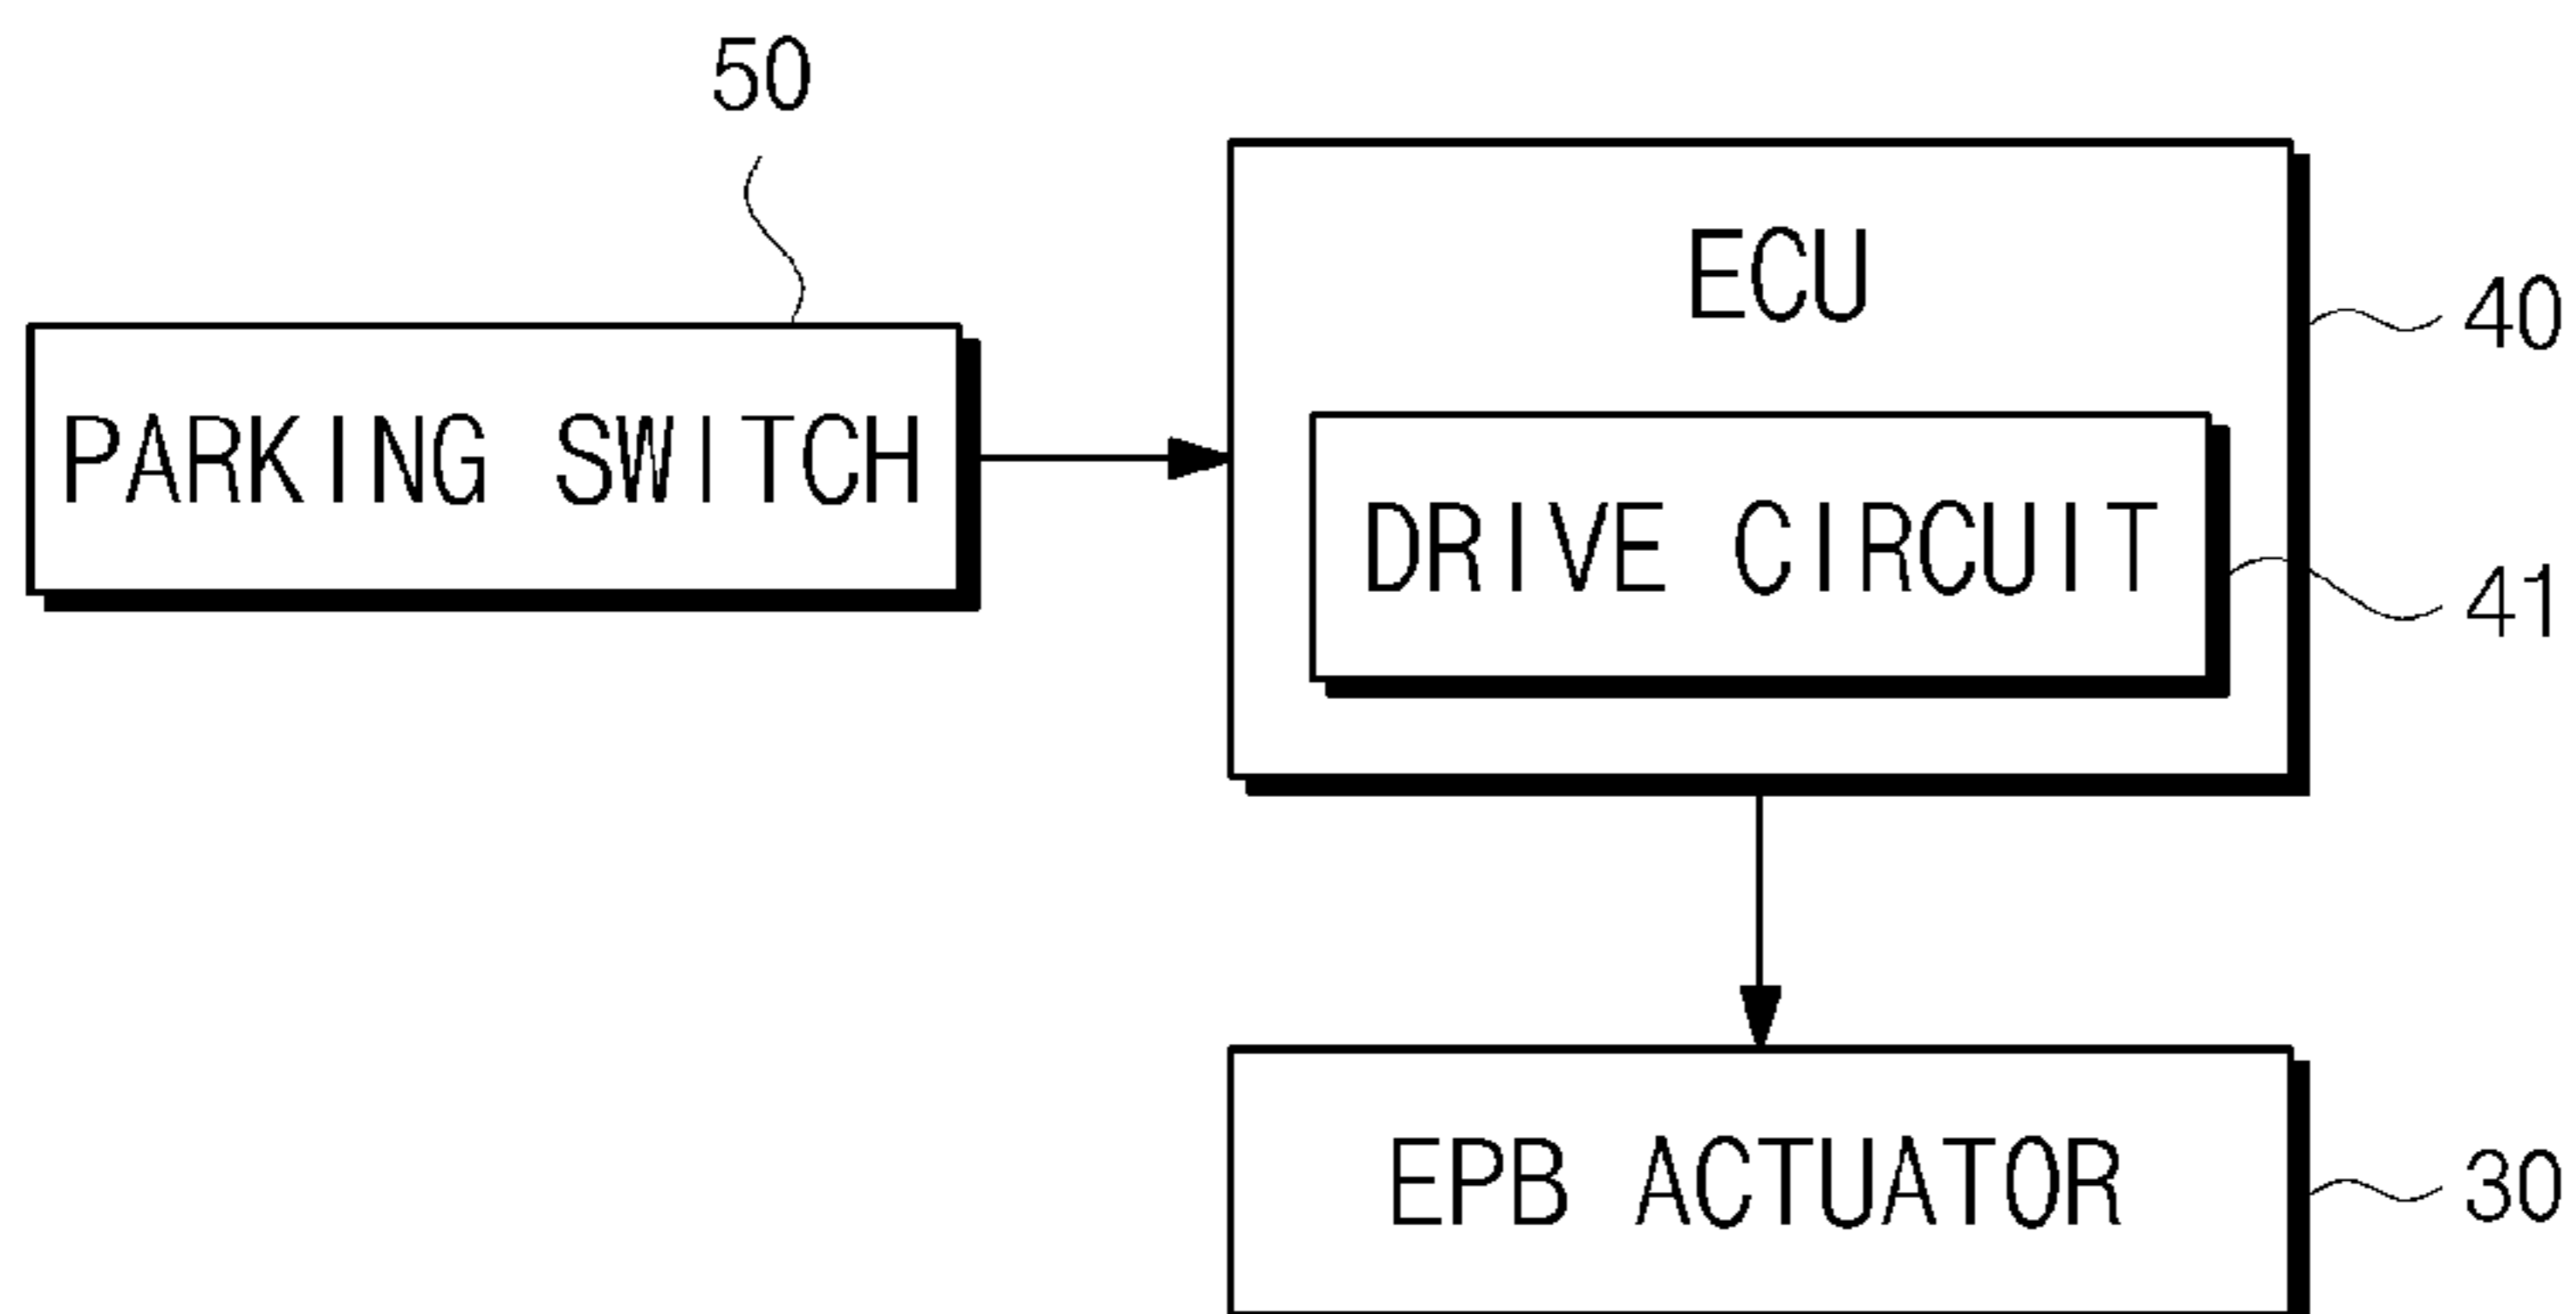 50
ECU
40
PARKING SWITCH
DRIVE CIRCUIT
41
EPB ACTUATOR
30